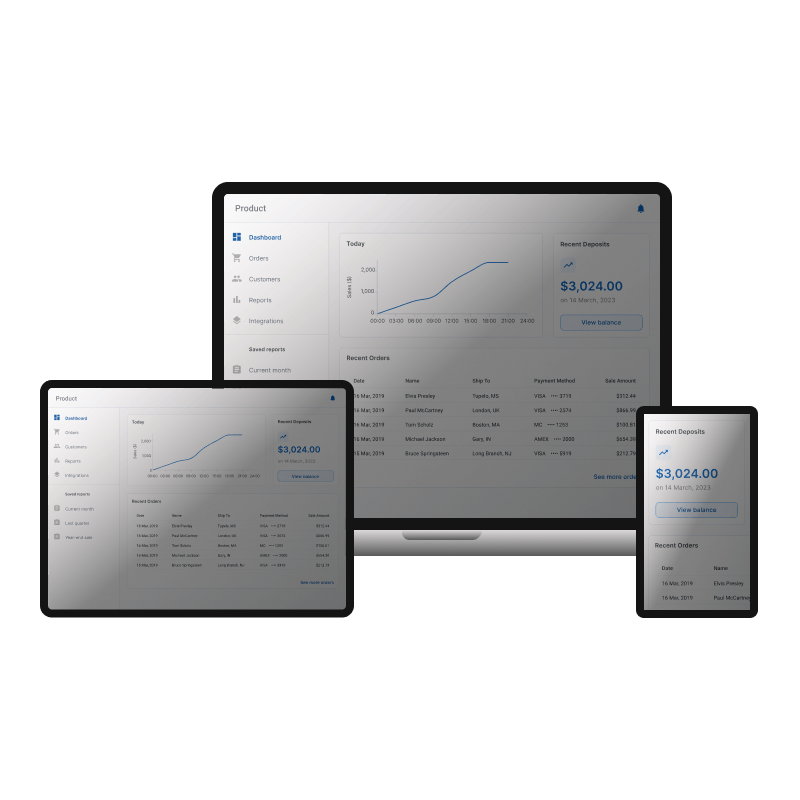 Product
Dashboard
Orders
Customers
Reports
Integrations
Saved reports
Current month
Today
Sales ($)
2,000
1,000
0
00:00 03:00 06:00 09:00 12:00 15:00 18:00 21:00 24:00
Recent Deposits
$3,024.00
on 14 March, 2023
View balance
Recent Orders
Date Name Ship To Payment Method Sale Amount
16 Mar, 2019 Elvis Presley Tupelo, MS VISA •••• 3719 $312.44
16 Mar, 2019 Paul McCartney London, UK VISA •••• 2574 $866.99
16 Mar, 2019 Tom Scholz Boston, MA MC •••• 1253 $100.81
16 Mar, 2019 Michael Jackson Gary, IN AMEX •••• 2000 $654.39
15 Mar, 2019 Bruce Springsteen Long Branch, NJ VISA •••• 5919 $212.79
See more orders
Product
Dashboard
Orders
Customers
Reports
Integrations
Saved reports
Current month
Last quarter
Year-end sale
Today
Sales ($)
2,000
1,000
0
00:00 03:00 06:00 09:00 12:00 15:00 18:00 21:00 24:00
Recent Deposits
$3,024.00
on 14 March, 2023
View balance
Recent Orders
Date Name Ship To Payment Method Sale Amount
16 Mar, 2019 Elvis Presley Tupelo, MS VISA •••• 3719 $312.44
16 Mar, 2019 Paul McCartney London, UK VISA •••• 2574 $866.99
16 Mar, 2019 Tom Scholz Boston, MA MC •••• 1253 $100.81
16 Mar, 2019 Michael Jackson Gary, IN AMEX •••• 2000 $654.39
15 Mar, 2019 Bruce Springsteen Long Branch, NJ VISA •••• 5919 $212.79
See more orders
Recent Deposits
$3,024.00
on 14 March, 2023
View balance
Recent Orders
Date Name
16 Mar, 2019 Elvis Presley
16 Mar, 2019 Paul McCartney